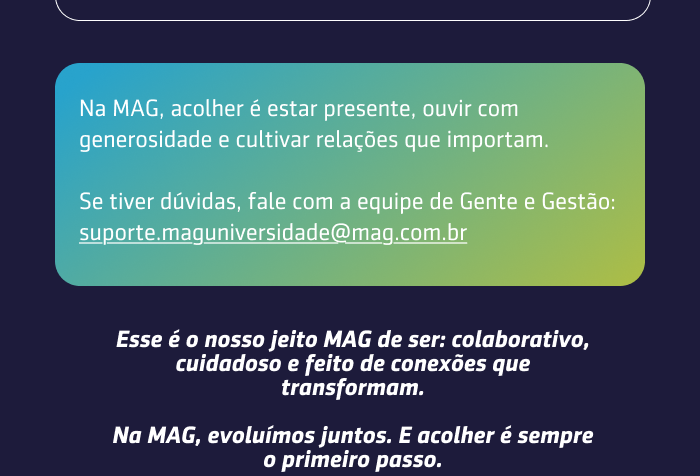 Na MAG, acolher é estar presente, ouvir com
generosidade e cultivar relações que importam.
Se tiver dúvidas, fale com a equipe de Gente e Gestão:
suporte.maguniversidade@mag.com.br
Esse é o nosso jeito MAG de ser: colaborativo,
cuidadoso e feito de conexões que
transformam.
Na MAG, evoluímos juntos. E acolher é sempre
o primeiro passo.